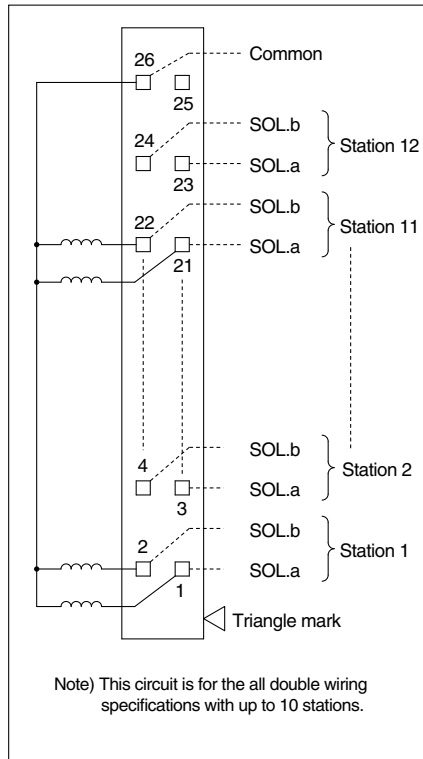 26
Common
25
24
SOL.b
Station 12
SOL.a
23
22
SOL.b
Station 11
SOL.a
21
4
SOL.b
Station 2
SOL.a
3
2
SOL.b
Station 1
SOL.a
1
Triangle mark
Note) This circuit is for the all double wiring
specifications with up to 10 stations.